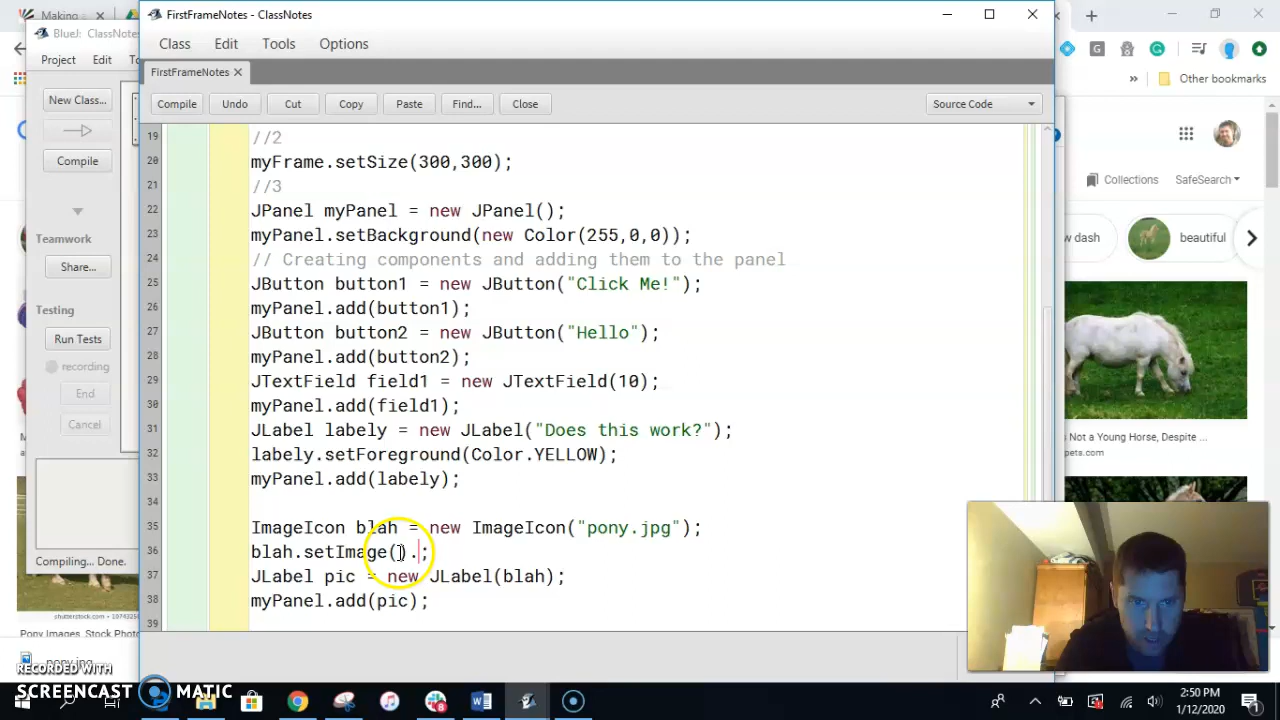 Making a
FirstFrameNotes - ClassNotes
BlueJ: ClassNotes
Class Edit Tools Options
Project Edit
FirstFrameNotes ×
Other bookmarks
New Class...
Compile Undo Cut Copy Paste Find... Close Source Code
Compile
19 //2
20 myFrame.setSize(300,300);
21 //3
22 JPanel myPanel = new JPanel();
23 myPanel.setBackground(new Color(255,0,0));
24 // Creating components and adding them to the panel
25 JButton button1 = new JButton("Click Me!");
26 myPanel.add(button1);
27 JButton button2 = new JButton("Hello");
28 myPanel.add(button2);
29 JTextField field1 = new JTextField(10);
30 myPanel.add(field1);
31 JLabel labely = new JLabel("Does this work?");
32 labely.setForeground(Color.YELLOW);
33 myPanel.add(labely);
34
35 ImageIcon blah = new ImageIcon("pony.jpg");
36 blah.setImage().;
37 JLabel pic = new JLabel(blah);
38 myPanel.add(pic);
39
Collections SafeSearch
w dash
beautiful
Teamwork
Share...
Testing
Run Tests
recording
End
Cancel
Not a Young Horse, Despite ...
pets.com
Compiling... Done.
Pony Images, Stock Photo
pony.jpg
RECORDED WITH
SCREENCAST MATIC
2:50 PM
1/12/2020